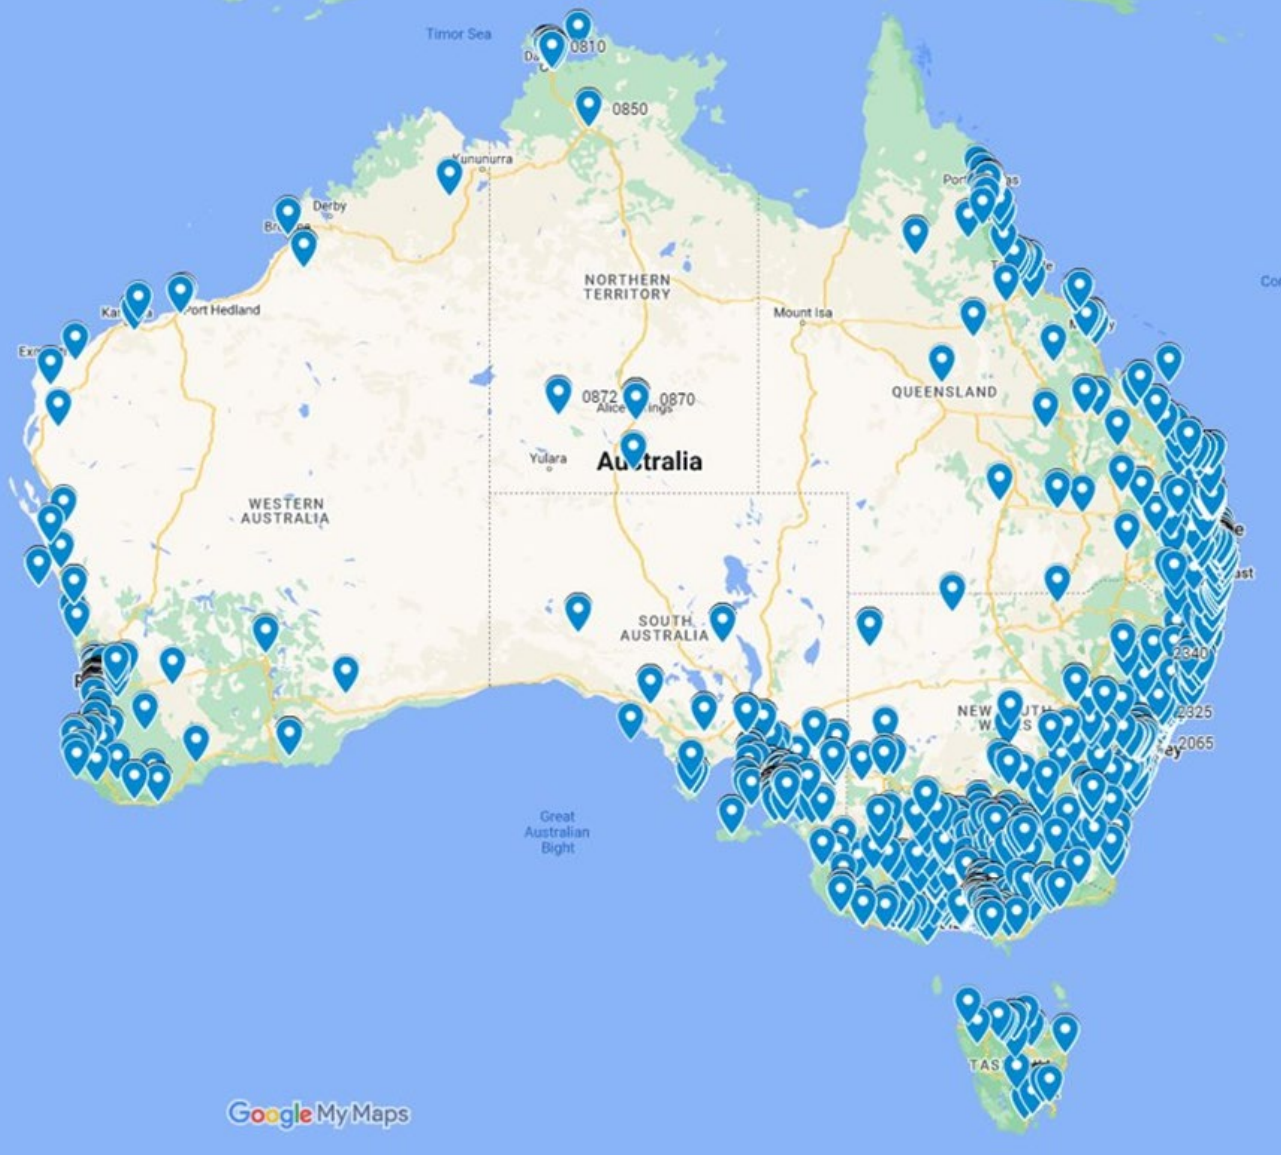 Timor Sea
0810
0850
Kununurra
Derby
NORTHERN
TERRITORY
Port Hedland
Mount Isa
QUEENSLAND
0872
0870
Yulara
Australia
WESTERN
AUSTRALIA
SOUTH
AUSTRALIA
2340
2325
2065
Great
Australian
Bight
Google My Maps